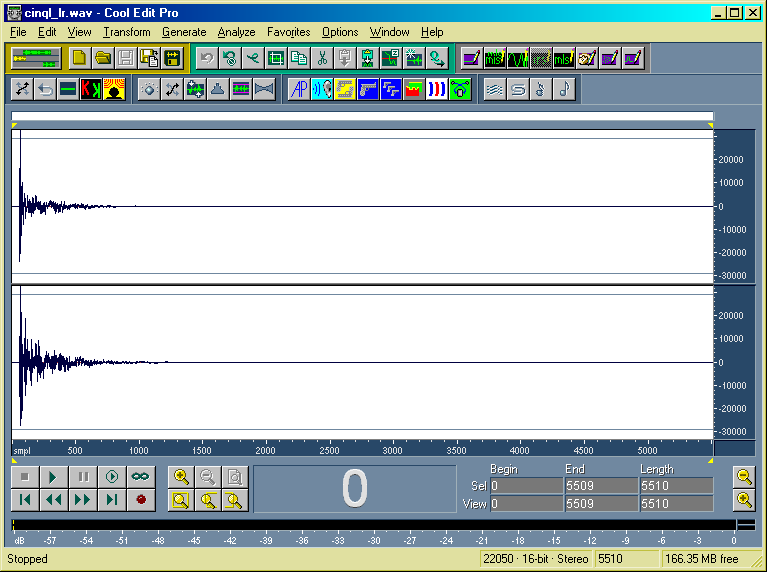 cinql_lr.wav - Cool Edit Pro
File Edit View Transform Generate Analyze Favorites Options Window Help
mls mls
AP
20000
10000
0
-10000
-20000
-30000
20000
10000
0
-10000
-20000
-30000
smpl 500 1000 1500 2000 2500 3000 3500 4000 4500 5000
0
Begin End Length
Sel 0 5509 5510
View 0 5509 5510
dB -57 -54 -51 -48 -45 -42 -39 -36 -33 -30 -27 -24 -21 -18 -15 -12 -9 -6 -3 0
Stopped 22050 · 16-bit · Stereo 5510 166.35 MB free